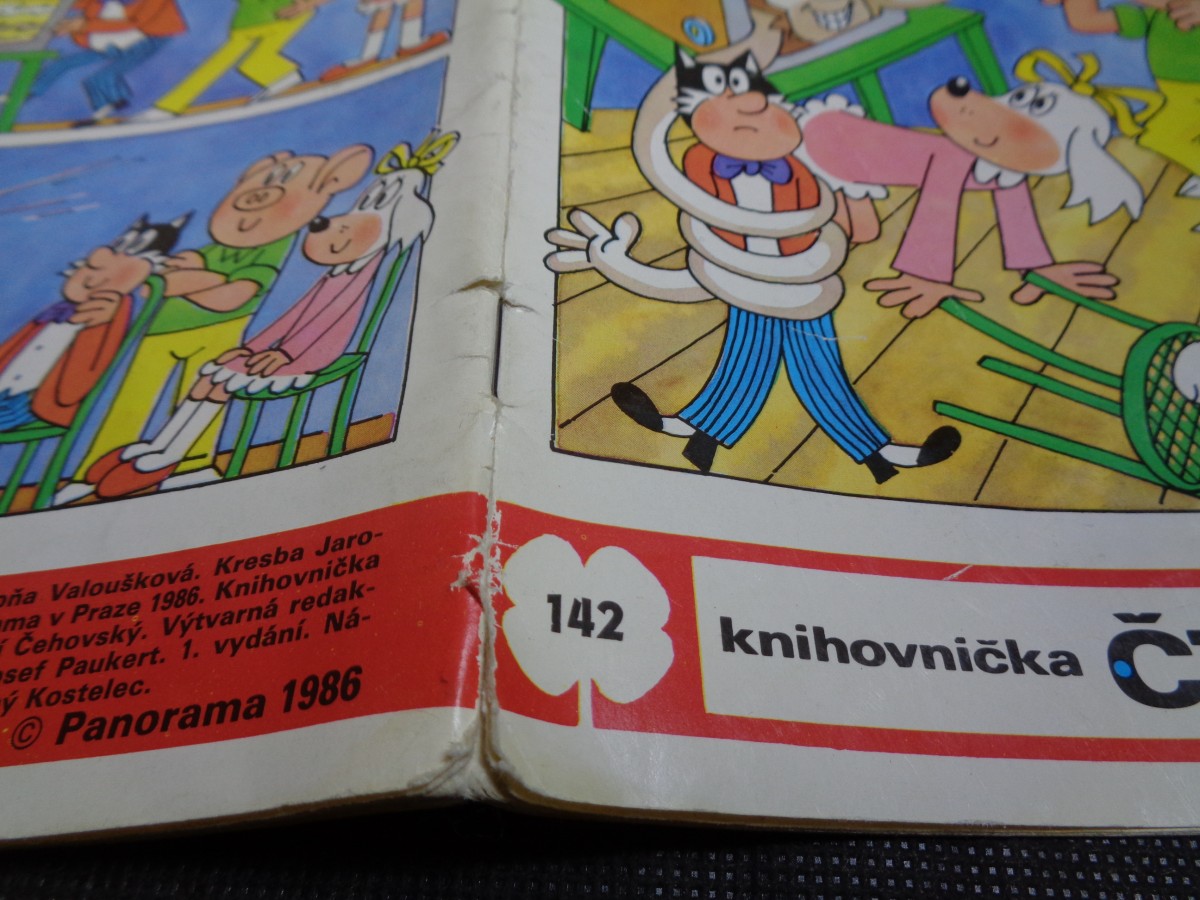 oňa Valoušková. Kresba Jaro-
ama v Praze 1986. Knihovnička
í Čehovský. Výtvarná redak-
osef Paukert. 1. vydání. Ná-
ý Kostelec.
© Panorama 1986
142
knihovnička